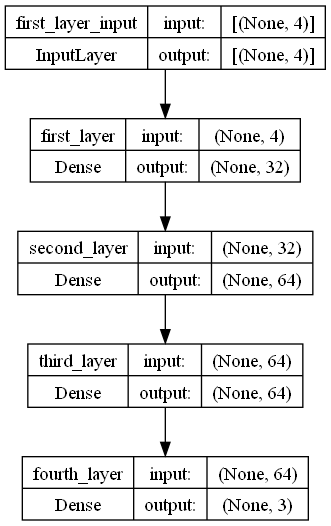 first_layer_input input: [(None, 4)]
InputLayer output: [(None, 4)]
first_layer input: (None, 4)
Dense output: (None, 32)
second_layer input: (None, 32)
Dense output: (None, 64)
third_layer input: (None, 64)
Dense output: (None, 64)
fourth_layer input: (None, 64)
Dense output: (None, 3)